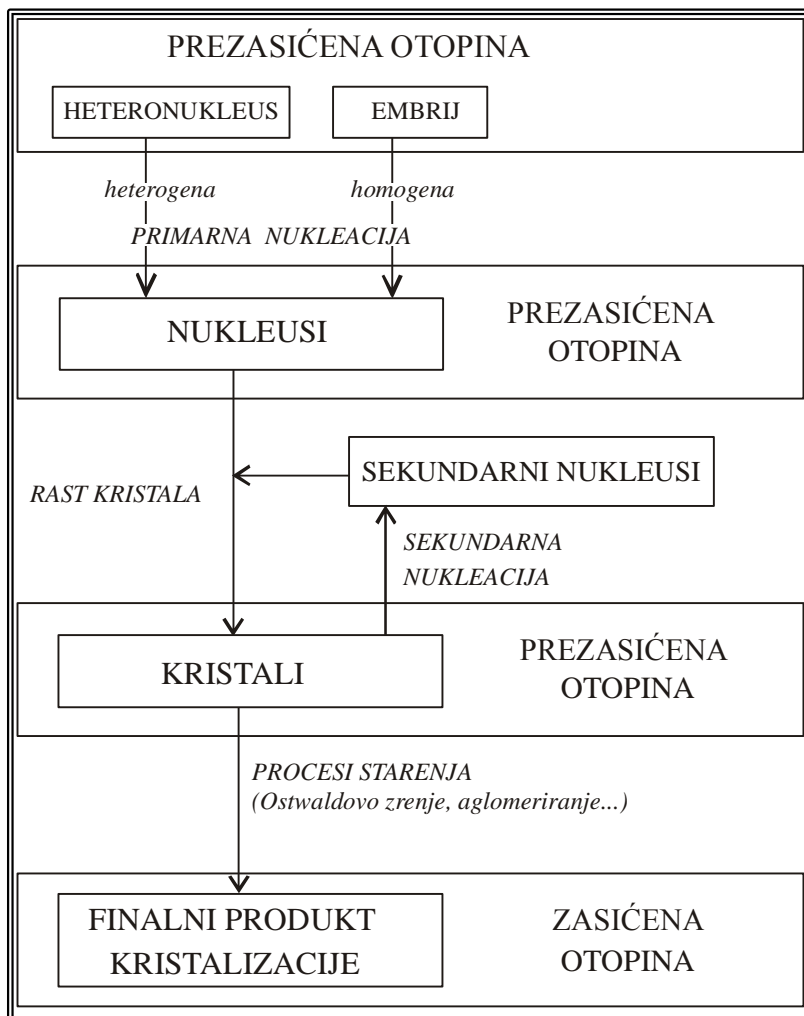 PREZASIĆENA OTOPINA
HETERONUKLEUS
EMBRIJ
heterogena
homogena
PRIMARNA NUKLEACIJA
NUKLEUSI
PREZASIĆENA
OTOPINA
SEKUNDARNI NUKLEUSI
RAST KRISTALA
SEKUNDARNA
NUKLEACIJA
KRISTALI
PREZASIĆENA
OTOPINA
PROCESI STARENJA
(Ostwaldovo zrenje, aglomeriranje...)
FINALNI PRODUKT
KRISTALIZACIJE
ZASIĆENA
OTOPINA